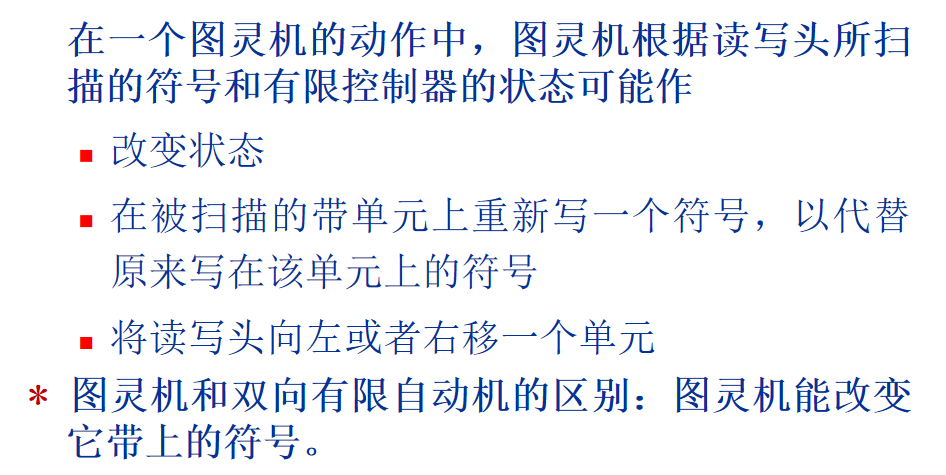 在一个图灵机的动作中，图灵机根据读写头所扫
描的符号和有限控制器的状态可能作
▪ 改变状态
▪ 在被扫描的带单元上重新写一个符号，以代替
原来写在该单元上的符号
▪ 将读写头向左或者右移一个单元
* 图灵机和双向有限自动机的区别：图灵机能改变
它带上的符号。